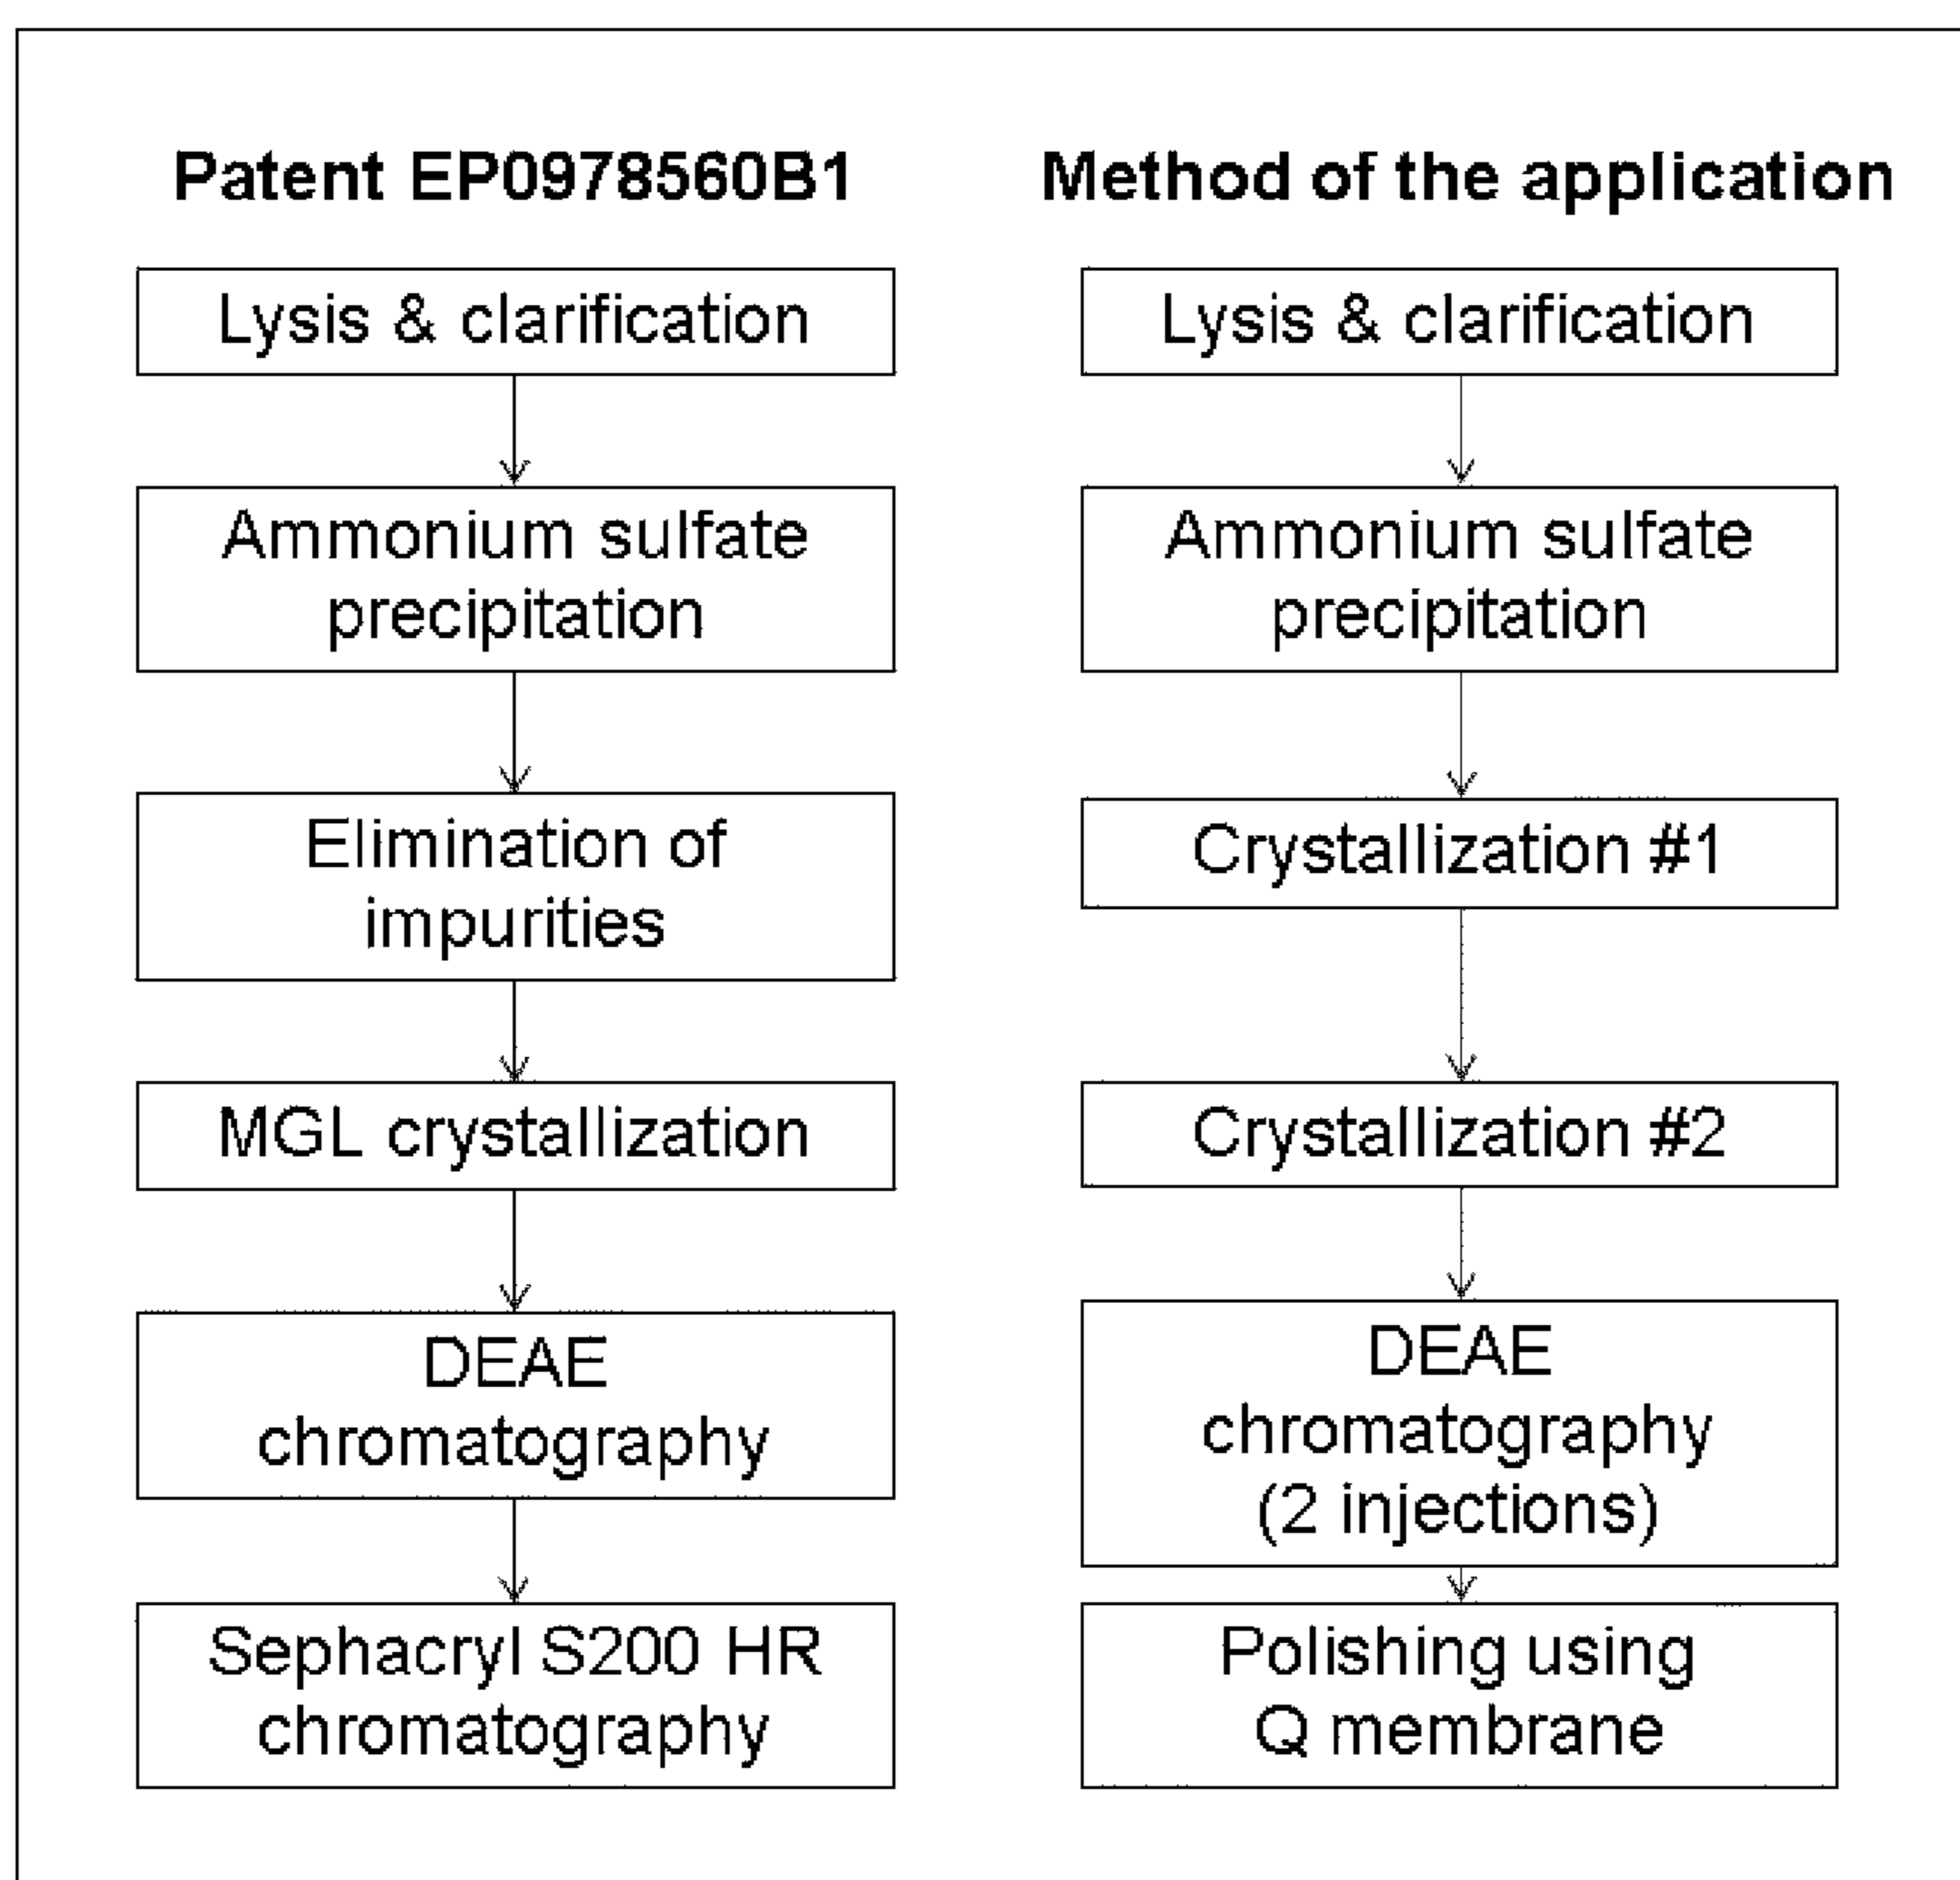 Patent EP0978560B1
Lysis & clarification
Ammonium sulfate
precipitation
Elimination of
impurities
MGL crystallization
DEAE
chromatography
Sephacryl S200 HR
chromatography
Method of the application
Lysis & clarification
Ammonium sulfate
precipitation
Crystallization #1
Crystallization #2
DEAE
chromatography
(2 injections)
Polishing using
Q membrane